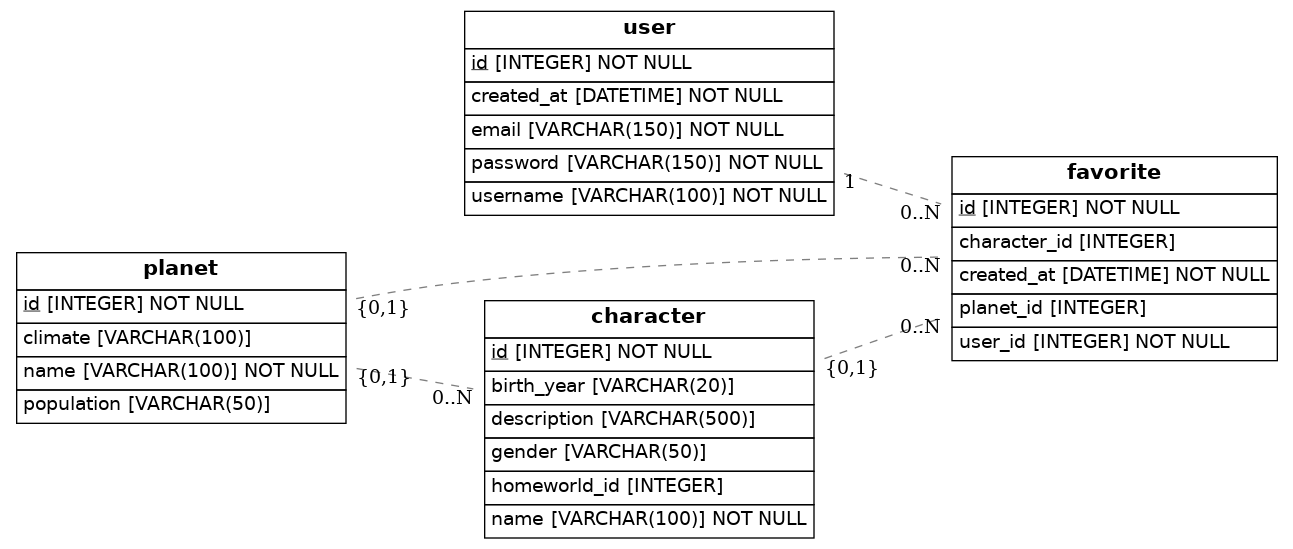 user
id [INTEGER] NOT NULL
created_at [DATETIME] NOT NULL
email [VARCHAR(150)] NOT NULL
password [VARCHAR(150)] NOT NULL
username [VARCHAR(100)] NOT NULL
1
0..N
favorite
id [INTEGER] NOT NULL
character_id [INTEGER]
created_at [DATETIME] NOT NULL
planet_id [INTEGER]
user_id [INTEGER] NOT NULL
0..N
0..N
planet
id [INTEGER] NOT NULL
climate [VARCHAR(100)]
name [VARCHAR(100)] NOT NULL
population [VARCHAR(50)]
{0,1}
{0,1}
0..N
character
id [INTEGER] NOT NULL
birth_year [VARCHAR(20)]
description [VARCHAR(500)]
gender [VARCHAR(50)]
homeworld_id [INTEGER]
name [VARCHAR(100)] NOT NULL
{0,1}